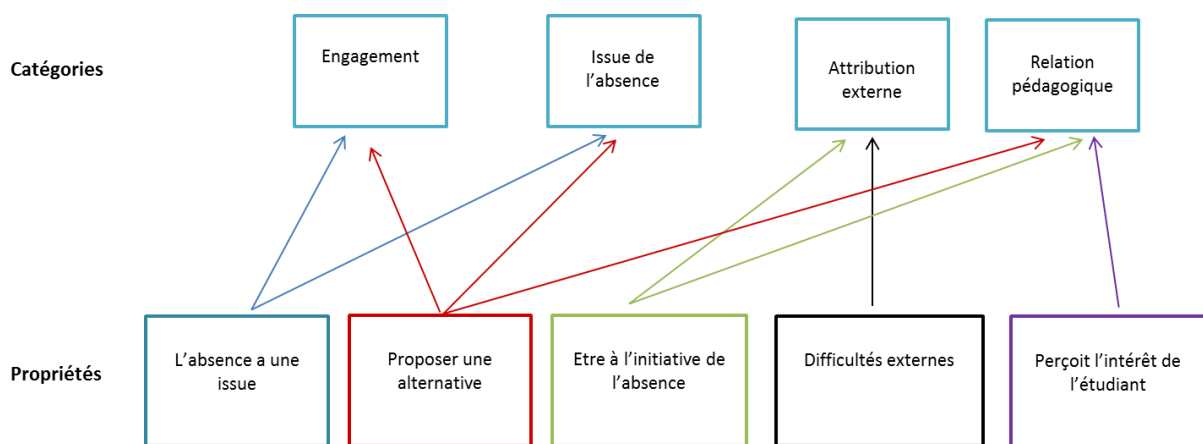 Catégories
Engagement
Issue de
l'absence
Attribution
externe
Relation
pédagogique
Propriétés
L'absence a une
issue
Proposer une
alternative
Etre à l'initiative de
l'absence
Difficultés externes
Perçoit l'intérêt de
l'étudiant